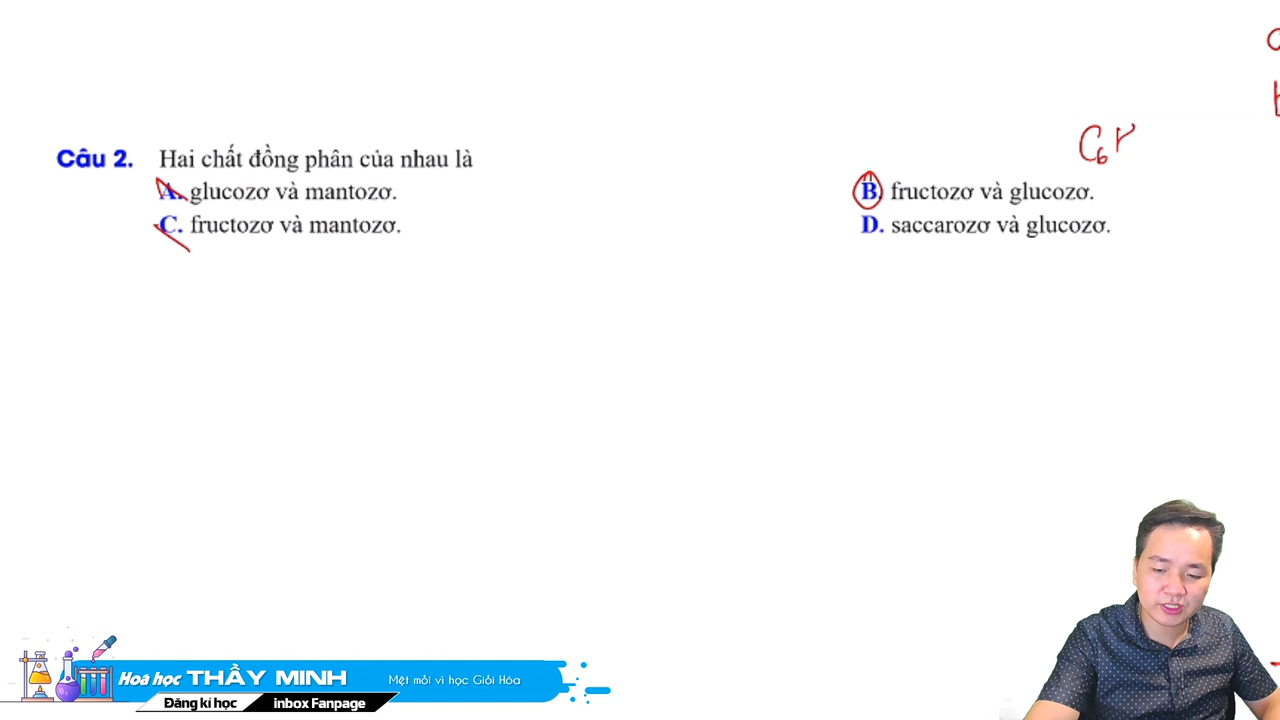 Câu 2. Hai chất đồng phân của nhau là
A. glucozơ và mantozơ.
B. fructozơ và glucozơ.
C. fructozơ và mantozơ.
D. saccarozơ và glucozơ.
C6
Hoá học THẦY MINH
Mệt mỏi vì học Giỏi Hóa
Đăng kí học
inbox Fanpage